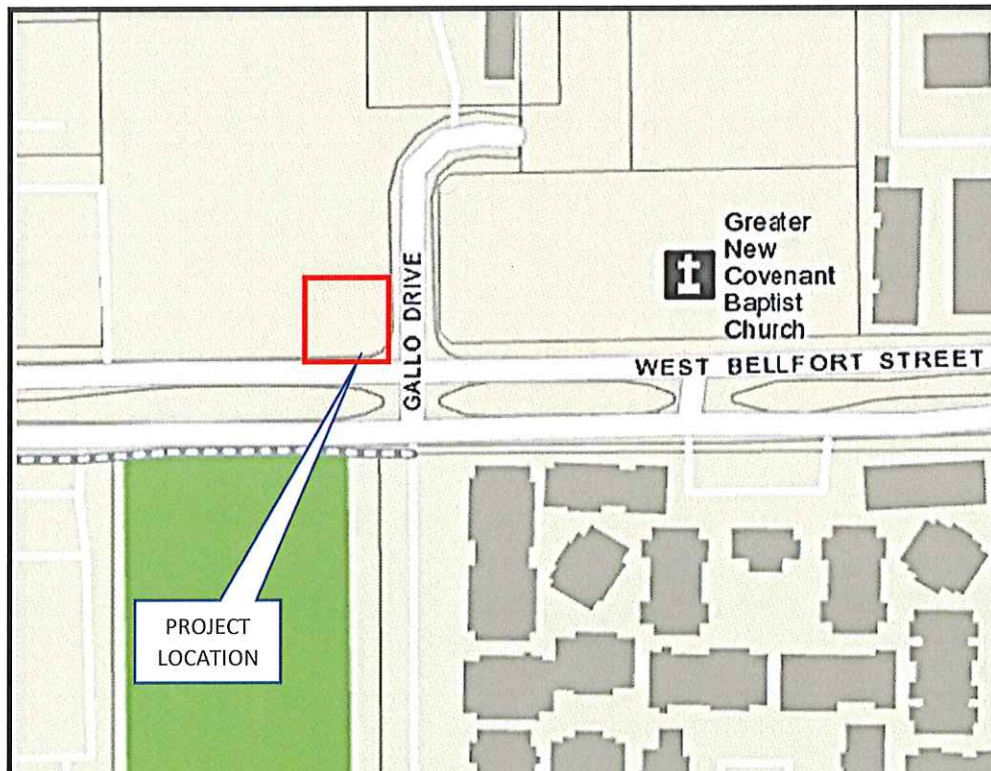 Greater
New
Covenant
Baptist
Church
GALLO DRIVE
WEST BELLFORT STREET
PROJECT
LOCATION